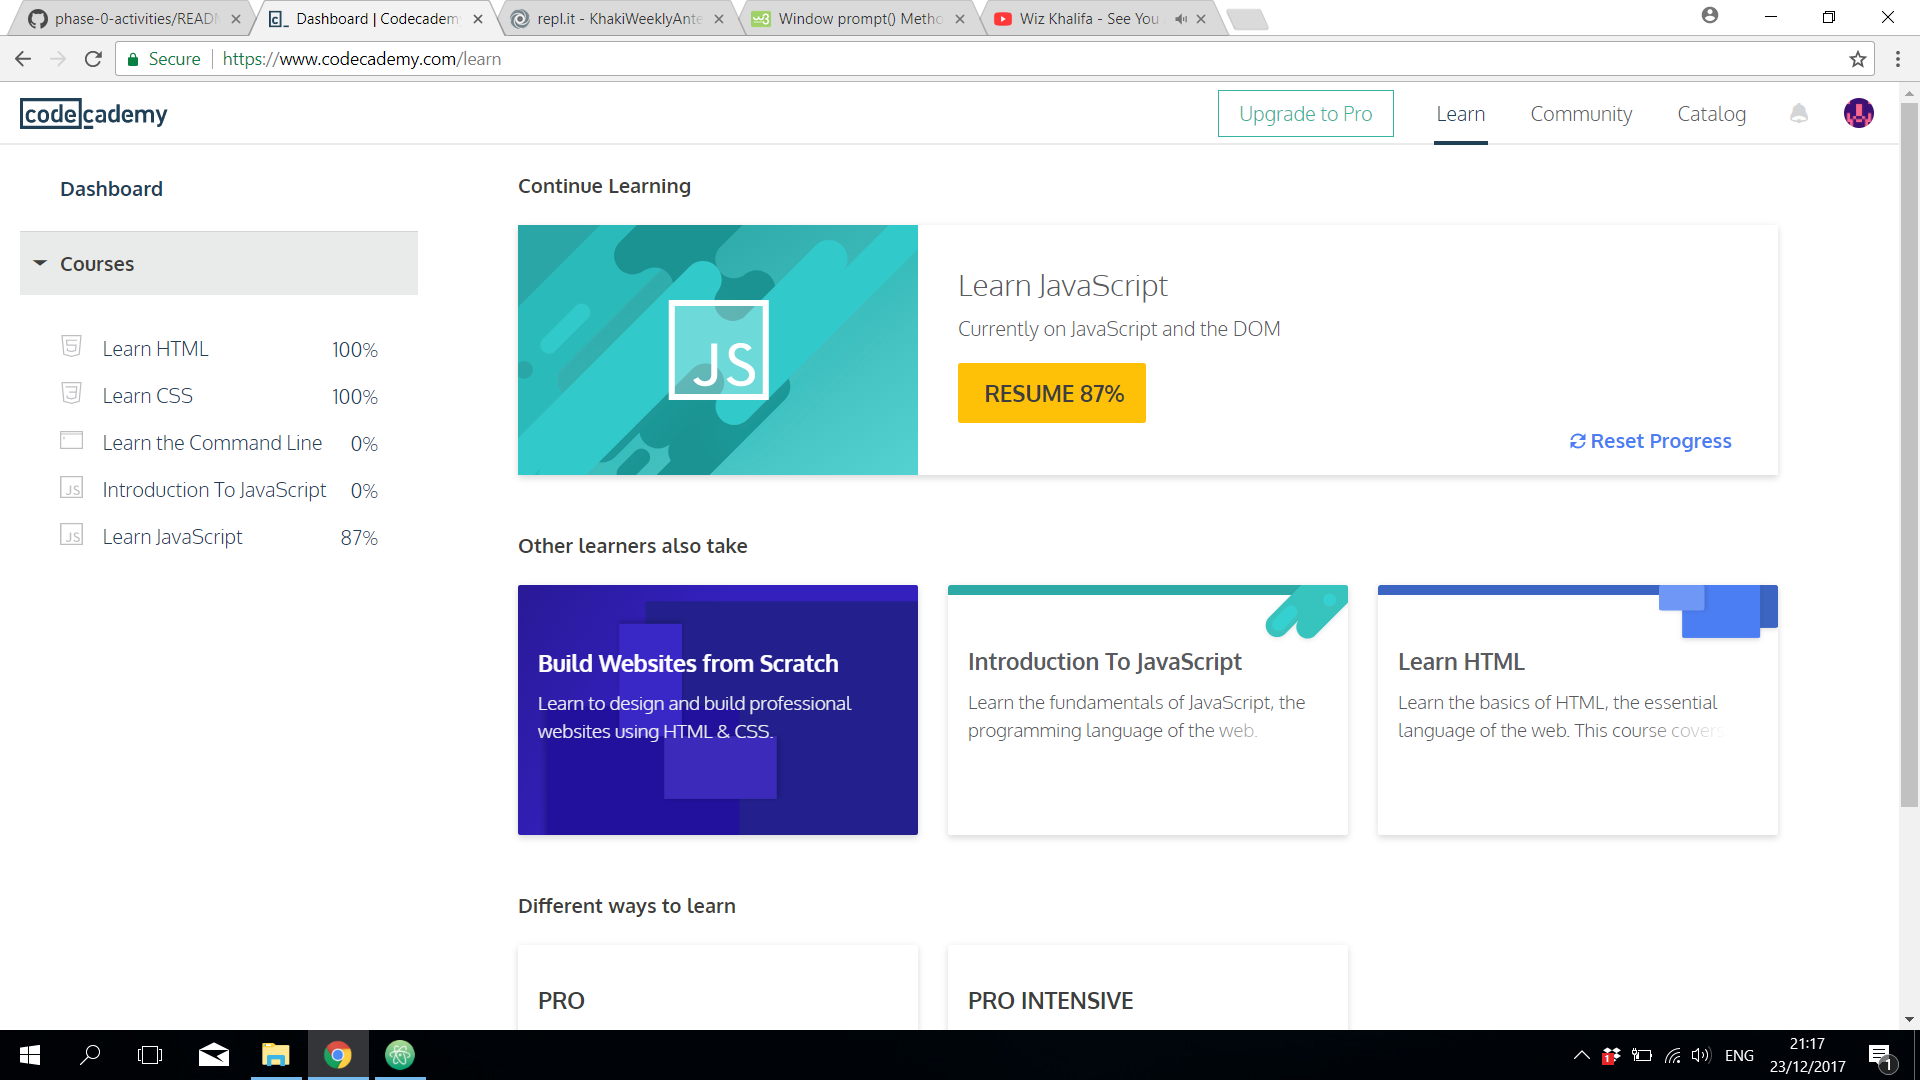 phase-0-activities/READ
Dashboard | Codecadem
repl.it - KhakiWeeklyAnte
Window prompt() Metho
Wiz Khalifa - See You
Secure
https://www.codecademy.com/learn
codecademy
Upgrade to Pro
Learn
Community
Catalog
Dashboard
Courses
Learn HTML 100%
Learn CSS 100%
Learn the Command Line 0%
Introduction To JavaScript 0%
Learn JavaScript 87%
Continue Learning
JS
Learn JavaScript
Currently on JavaScript and the DOM
RESUME 87%
Reset Progress
Other learners also take
Build Websites from Scratch
Learn to design and build professional
websites using HTML & CSS.
Introduction To JavaScript
Learn the fundamentals of JavaScript, the
programming language of the web.
Learn HTML
Learn the basics of HTML, the essential
language of the web. This course covers
Different ways to learn
PRO
PRO INTENSIVE
ENG
21:17
23/12/2017
1